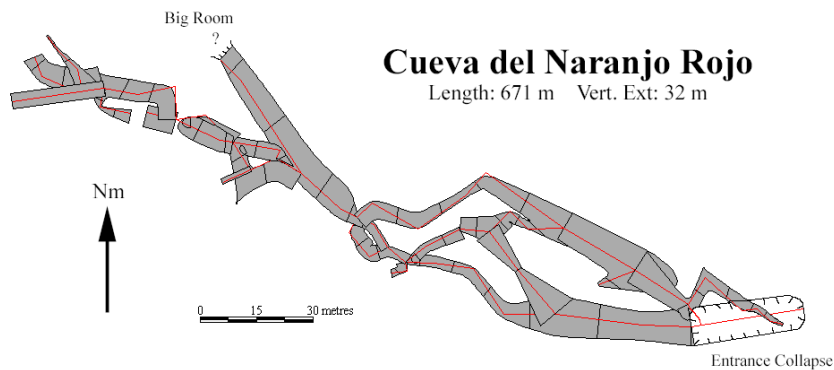 Big Room
?
Cueva del Naranjo Rojo
Length: 671 m Vert. Ext: 32 m
Nm
0 15 30 metres
Entrance Collapse